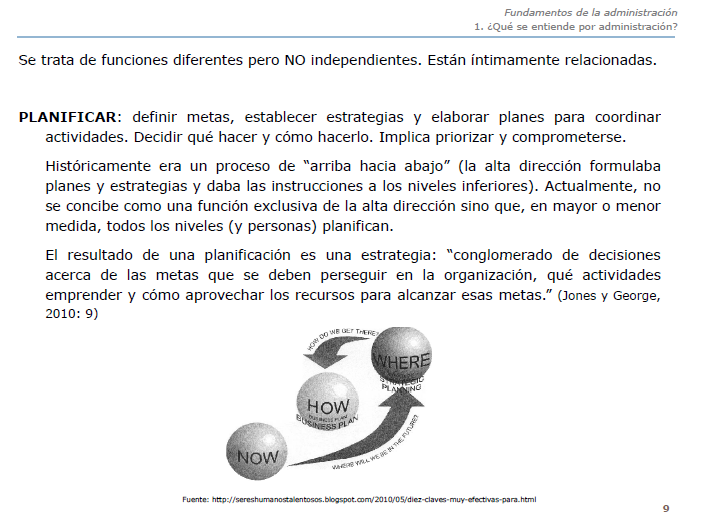 Fundamentos de la administración
1. ¿Qué se entiende por administración?
Se trata de funciones diferentes pero NO independientes. Están íntimamente relacionadas.
PLANIFICAR: definir metas, establecer estrategias y elaborar planes para coordinar
actividades. Decidir qué hacer y cómo hacerlo. Implica priorizar y comprometerse.
Históricamente era un proceso de “arriba hacia abajo” (la alta dirección formulaba
planes y estrategias y daba las instrucciones a los niveles inferiores). Actualmente, no
se concibe como una función exclusiva de la alta dirección sino que, en mayor o menor
medida, todos los niveles (y personas) planifican.
El resultado de una planificación es una estrategia: “conglomerado de decisiones
acerca de las metas que se deben perseguir en la organización, qué actividades
emprender y cómo aprovechar los recursos para alcanzar esas metas.” (Jones y George,
2010: 9)
HOW DO WE GET THERE?
WHERE
STRATEGIC
PLANNING
HOW
BUSINESS PLAN
BUSINESS PLAN
NOW
WHERE WILL WE BE IN THE FUTURE?
Fuente: http://sereshumanostalentosos.blogspot.com/2010/05/diez-claves-muy-efectivas-para.html
9